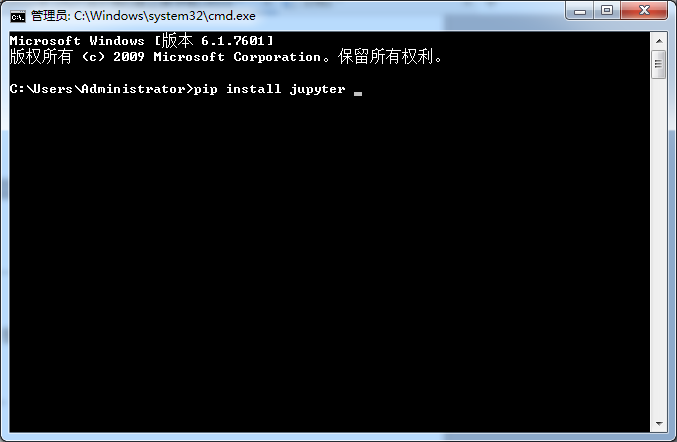 管理员: C:\Windows\system32\cmd.exe
Microsoft Windows [版本 6.1.7601]
版权所有 (c) 2009 Microsoft Corporation。保留所有权利。
C:\Users\Administrator>pip install jupyter